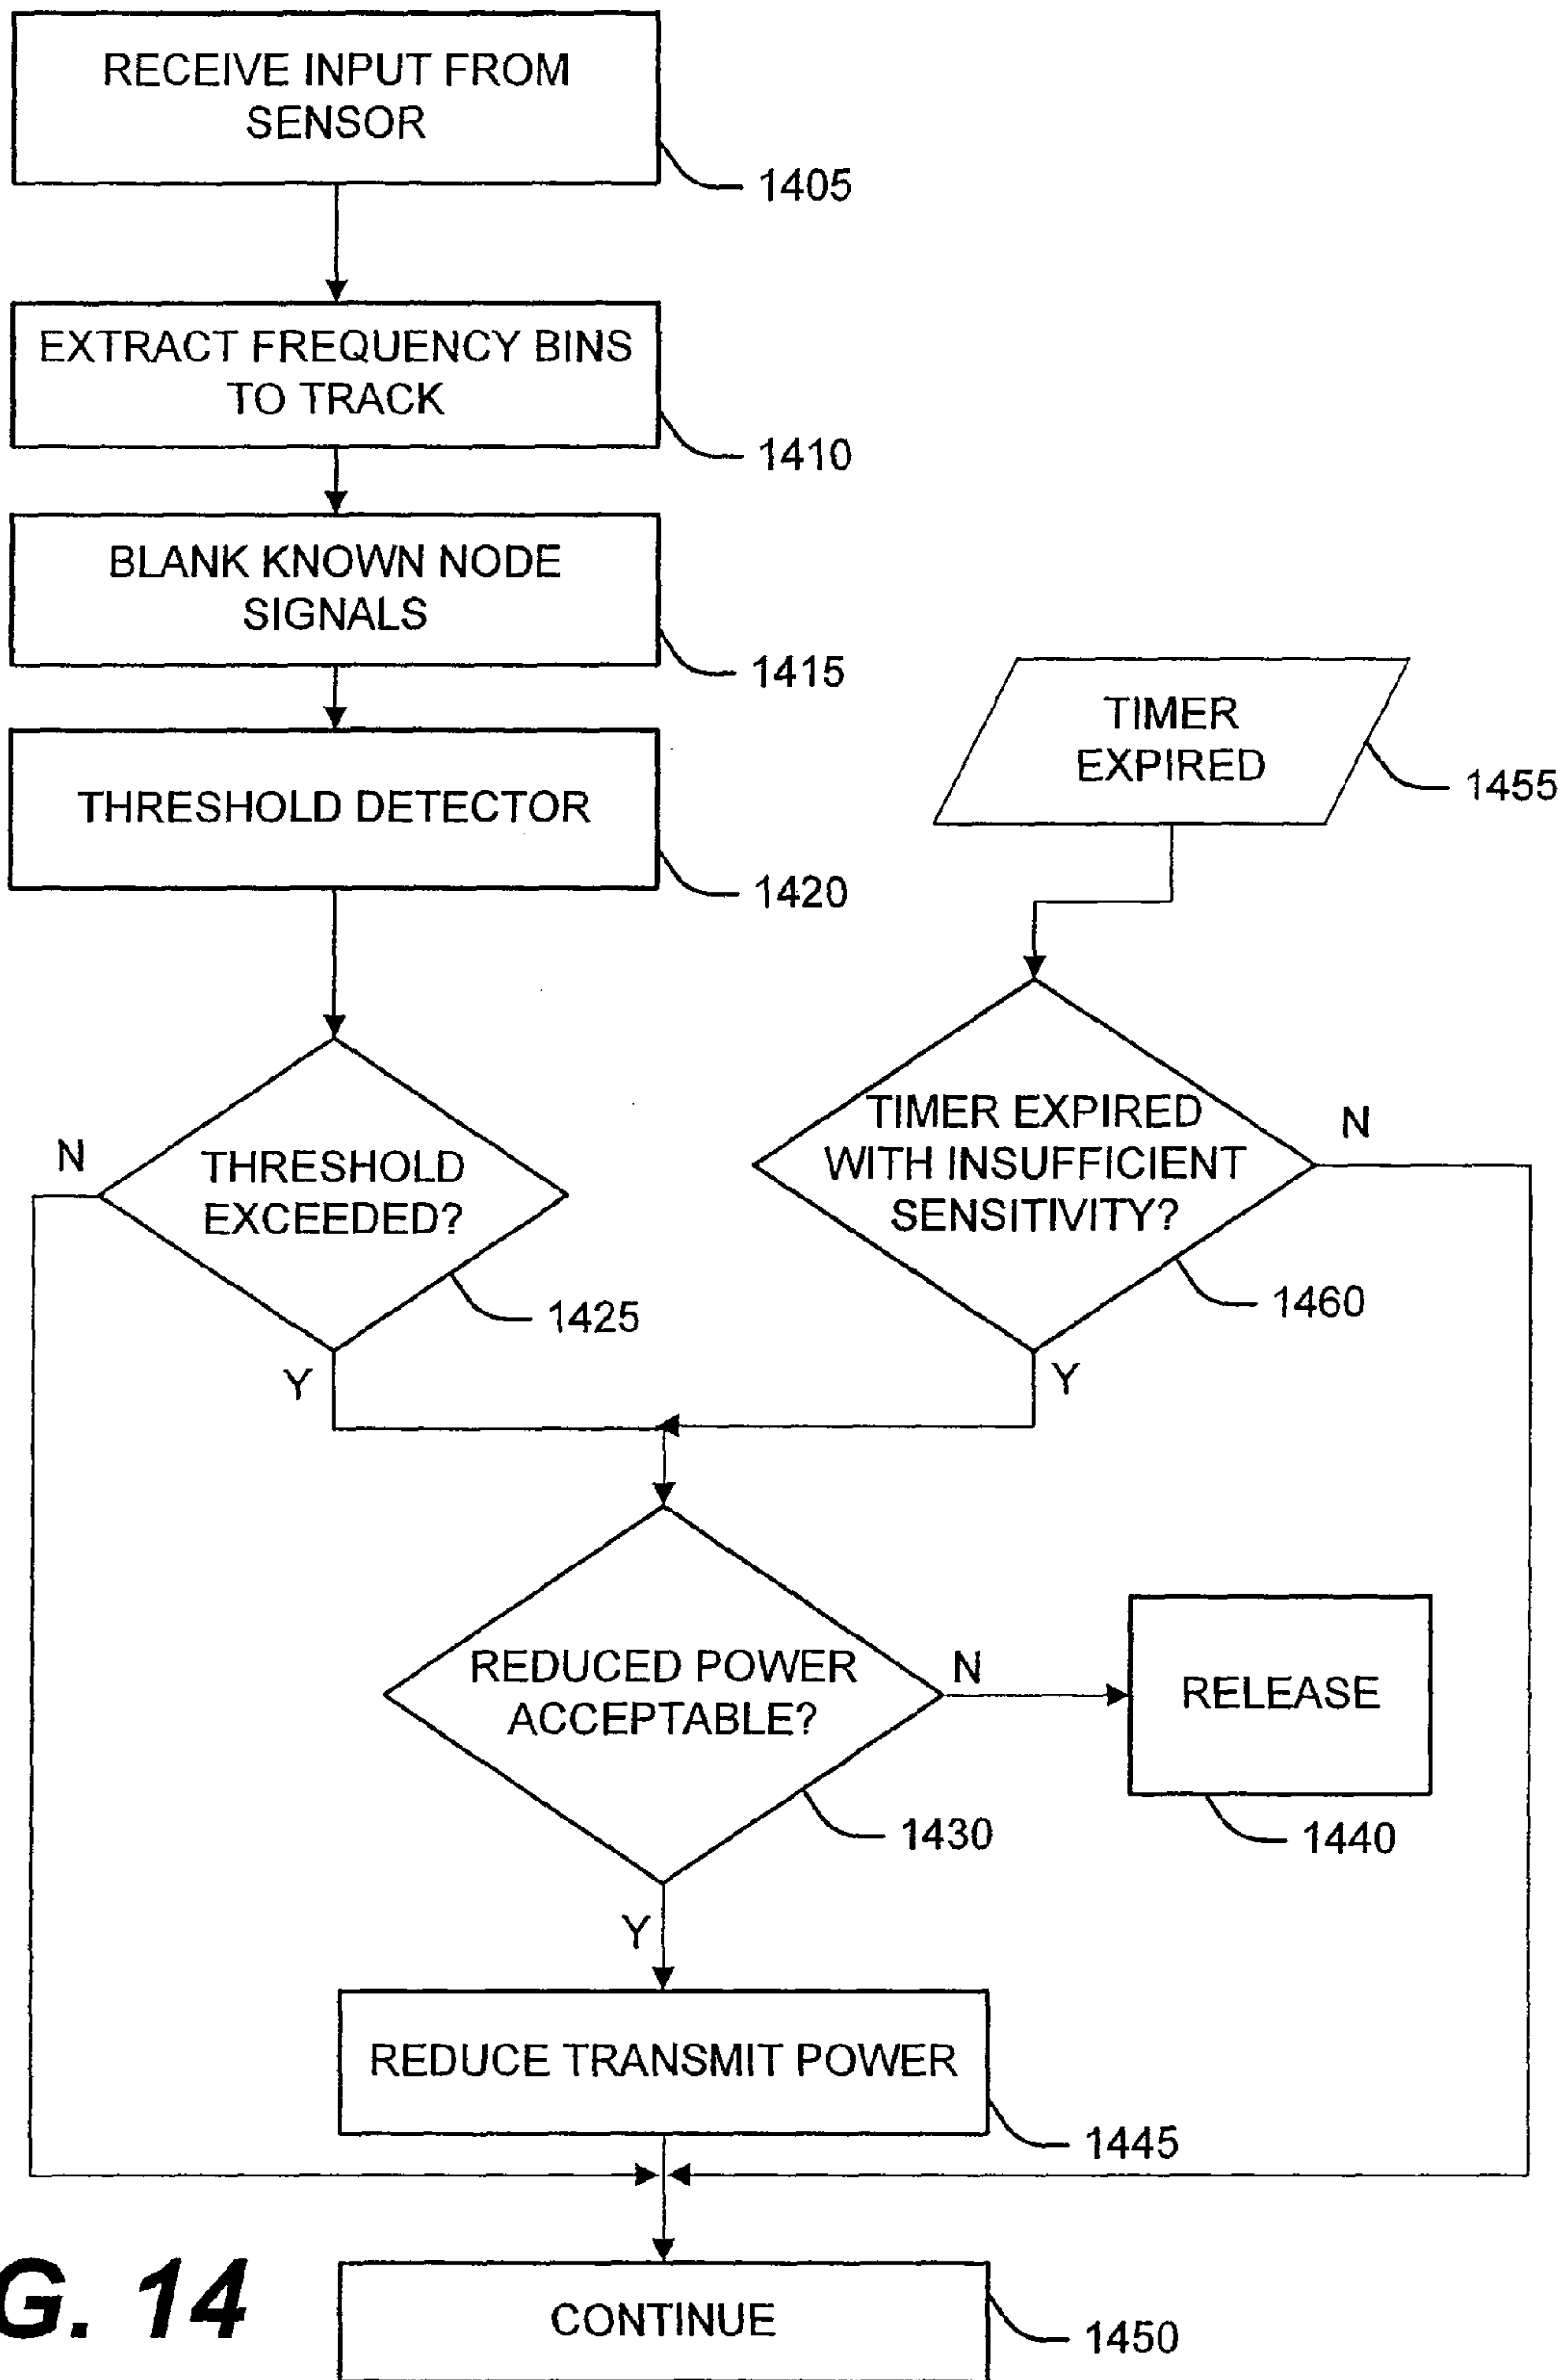 RECEIVE INPUT FROM
SENSOR
1405
EXTRACT FREQUENCY BINS
TO TRACK
1410
BLANK KNOWN NODE
SIGNALS
1415
TIMER
EXPIRED
1455
THRESHOLD DETECTOR
1420
TIMER EXPIRED
WITH INSUFFICIENT
SENSITIVITY?
N
1460
Y
N
THRESHOLD
EXCEEDED?
1425
Y
REDUCED POWER
ACCEPTABLE?
N
RELEASE
1430
1440
Y
REDUCE TRANSMIT POWER
1445
CONTINUE
1450
G. 14